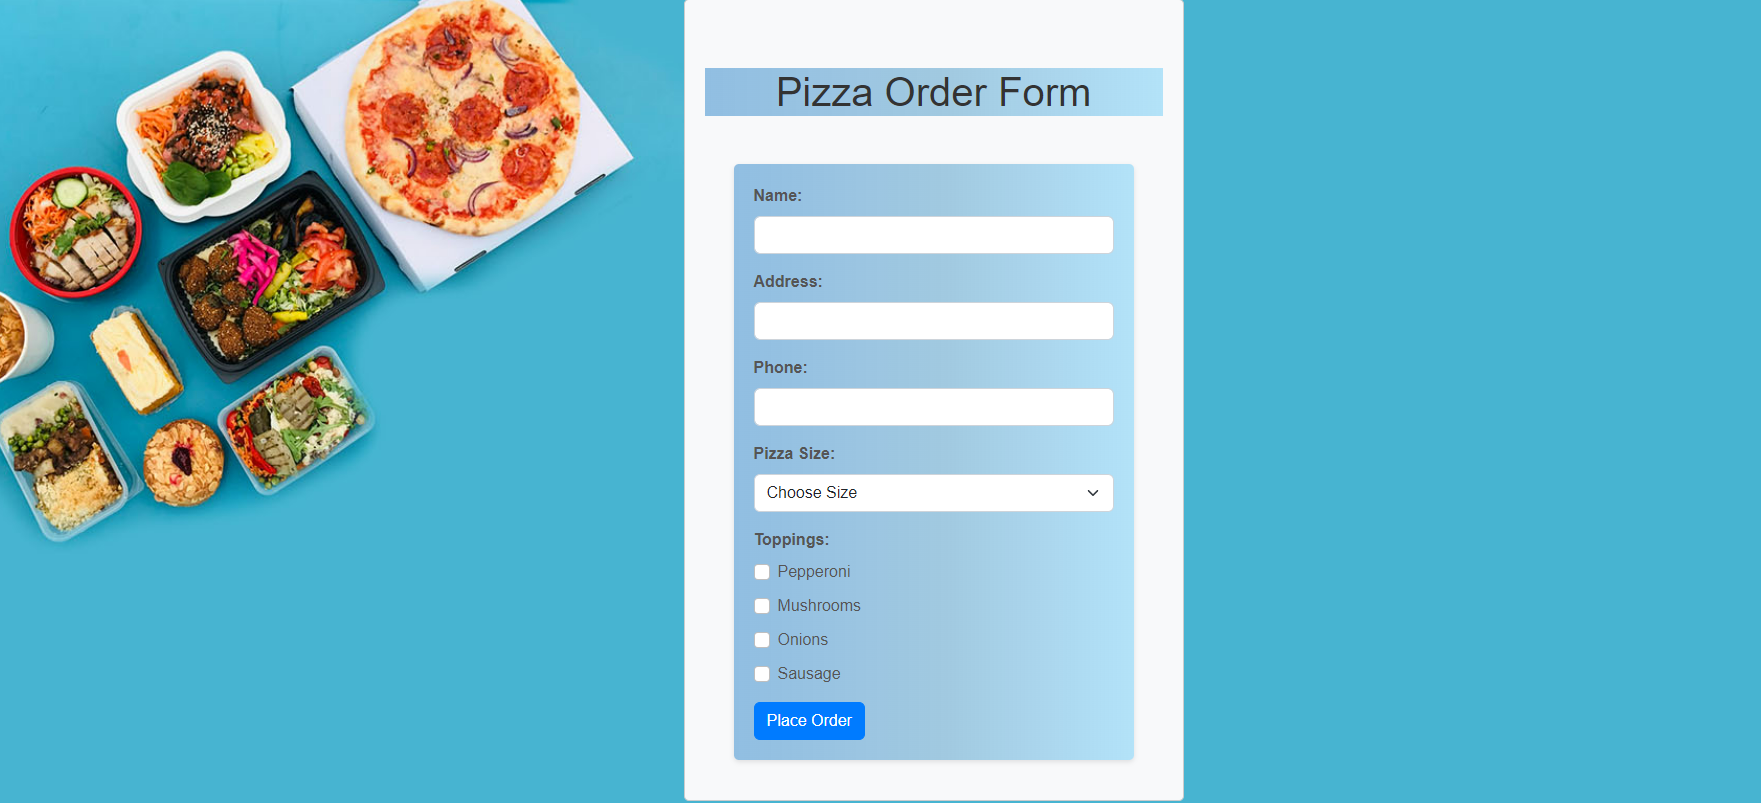 Pizza Order Form
Name:
Address:
Phone:
Pizza Size:
Choose Size
Toppings:
Pepperoni
Mushrooms
Onions
Sausage
Place Order